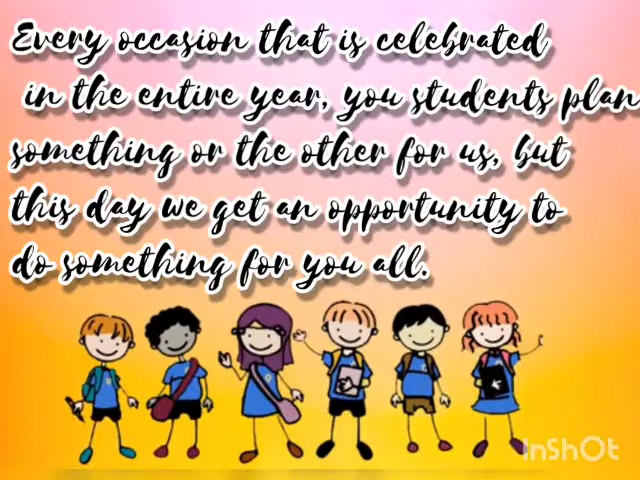 Every occasion that is celebrated
in the entire year, you students plan
something or the other for us, but
this day we get an opportunity to
do something for you all.
InShOt